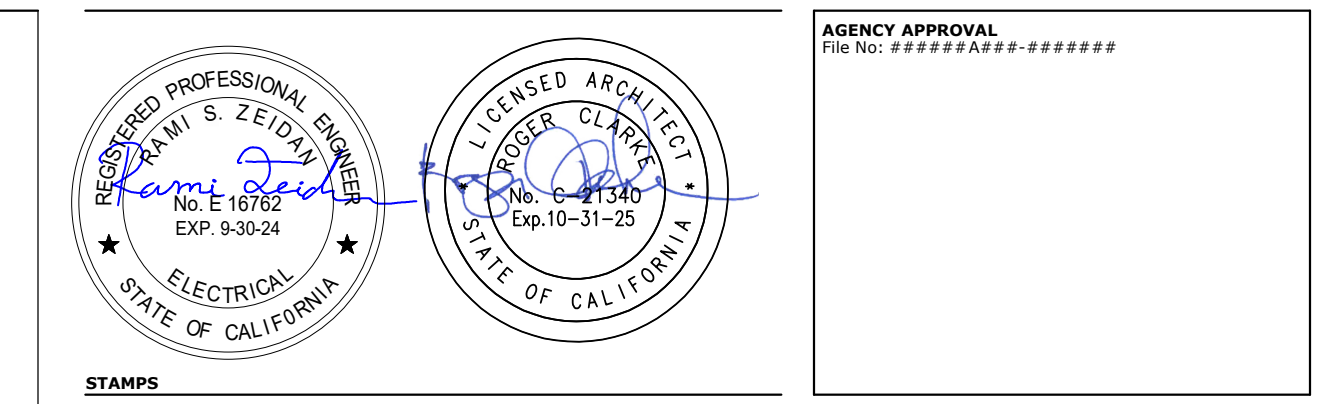 REGISTERED PROFESSIONAL ENGINEER
RAMI S. ZEIDAN
Rami Zeid
No. E 16762
EXP. 9-30-24
ELECTRICAL
STATE OF CALIFORNIA
LICENSED ARCHITECT
ROGER CLARKE
No. C-21340
Exp.10-31-25
STATE OF CALIFORNIA
STAMPS
AGENCY APPROVAL
File No: ######A###-#######